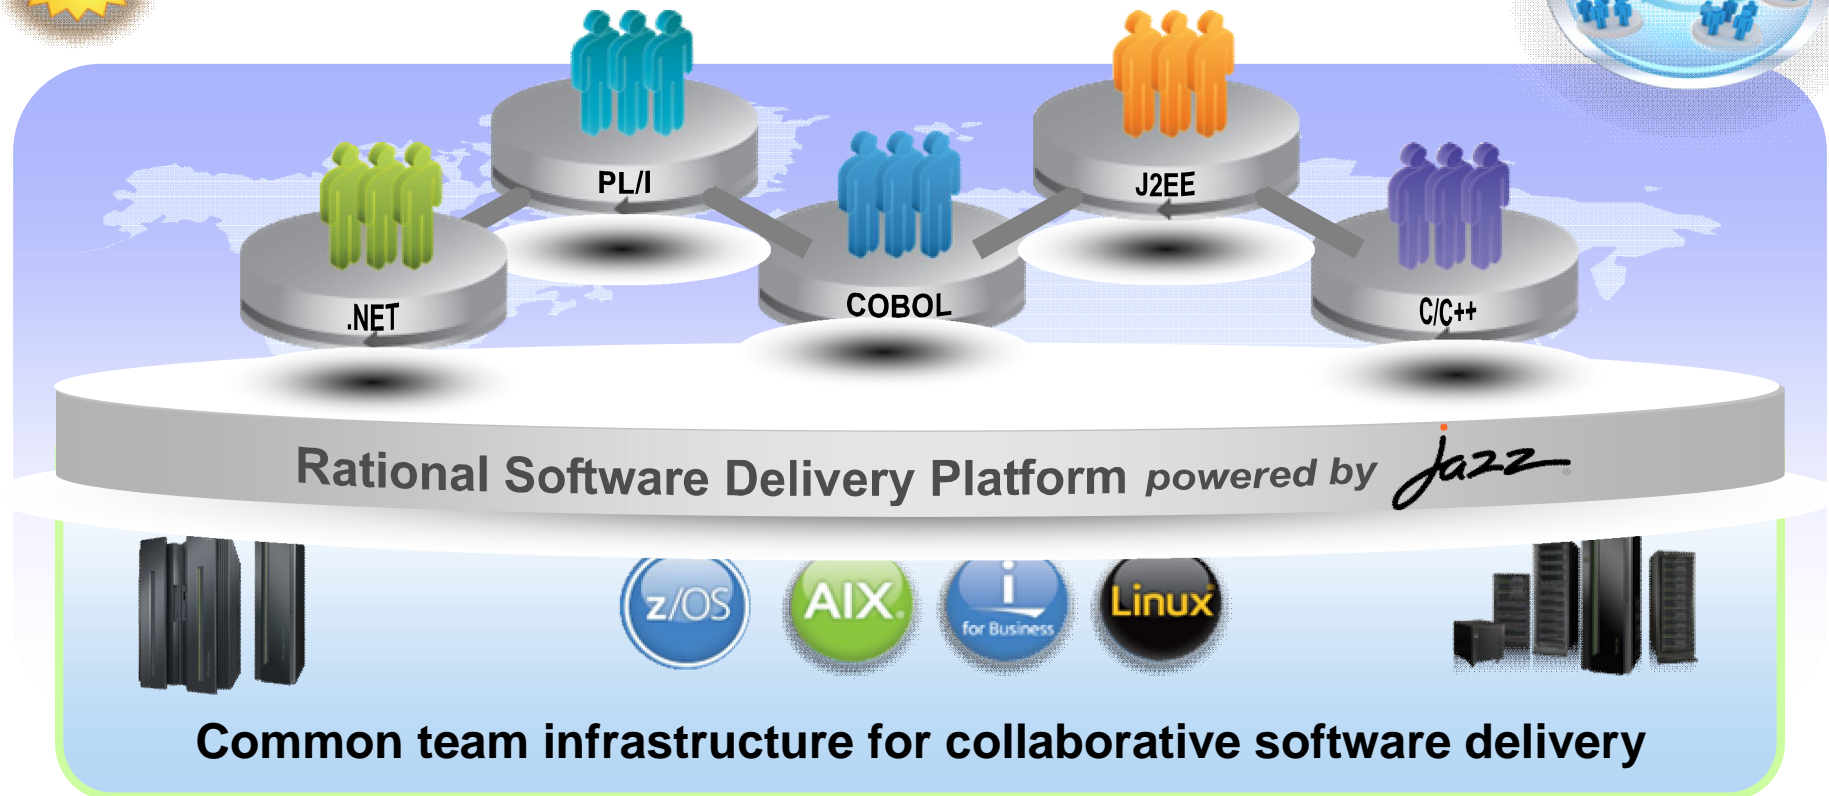 PL/I
J2EE
.NET
COBOL
C/C++
Rational Software Delivery Platform powered by jazz
z/OS
AIX
i
for Business
Linux
Common team infrastructure for collaborative software delivery